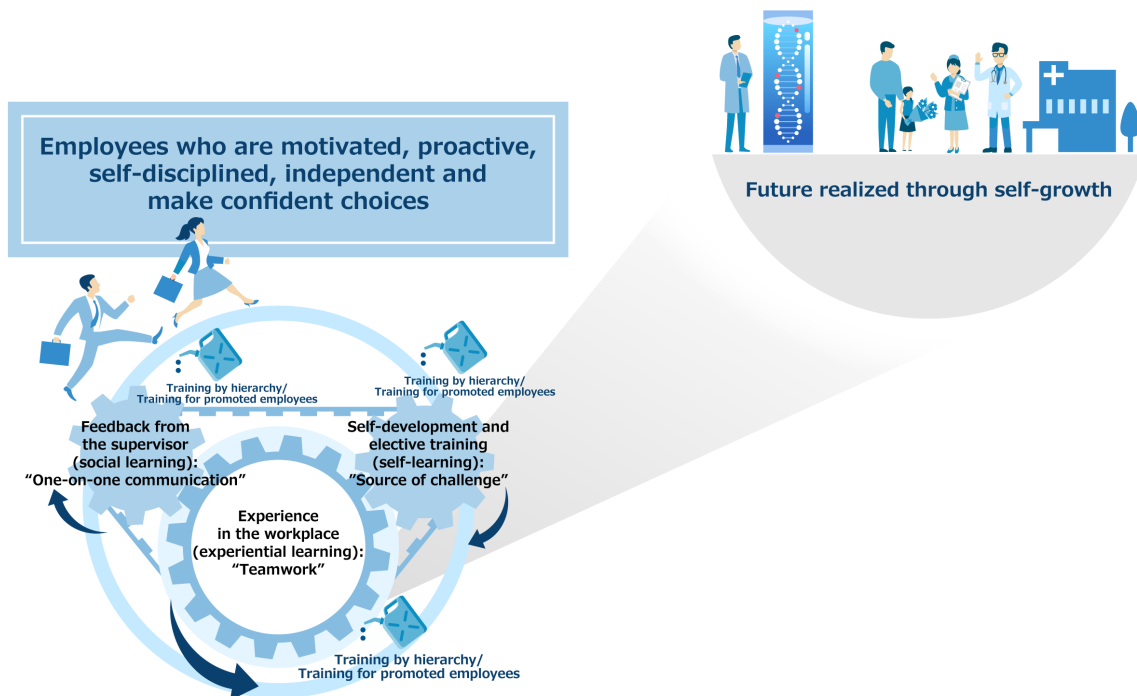 Employees who are motivated, proactive,
self-disciplined, independent and
make confident choices
Future realized through self-growth
Training by hierarchy/
Training for promoted employees
Training by hierarchy/
Training for promoted employees
Feedback from
the supervisor
(social learning):
“One-on-one communication”
Self-development and
elective training
(self-learning):
”Source of challenge”
Experience
in the workplace
(experiential learning):
“Teamwork”
Training by hierarchy/
Training for promoted employees